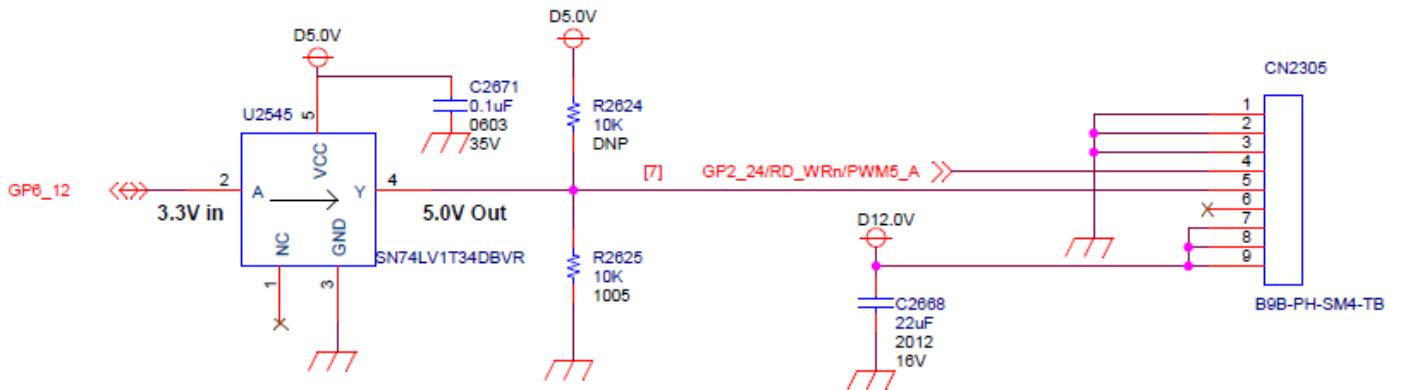 D5.0V
D5.0V
CN2305
C2671
0.1uF
0603
35V
U2545
5
VCC
R2624
10K
DNP
1
2
3
4
5
6
7
8
9
GP6_12
2
A
Y
4
[7]
GP2_24/RD_WRn/PWM5_A
3.3V in
5.0V Out
NC
GND
SN74LV1T34DBVR
1
3
R2625
10K
1005
D12.0V
C2668
22uF
2012
16V
B9B-PH-SM4-TB